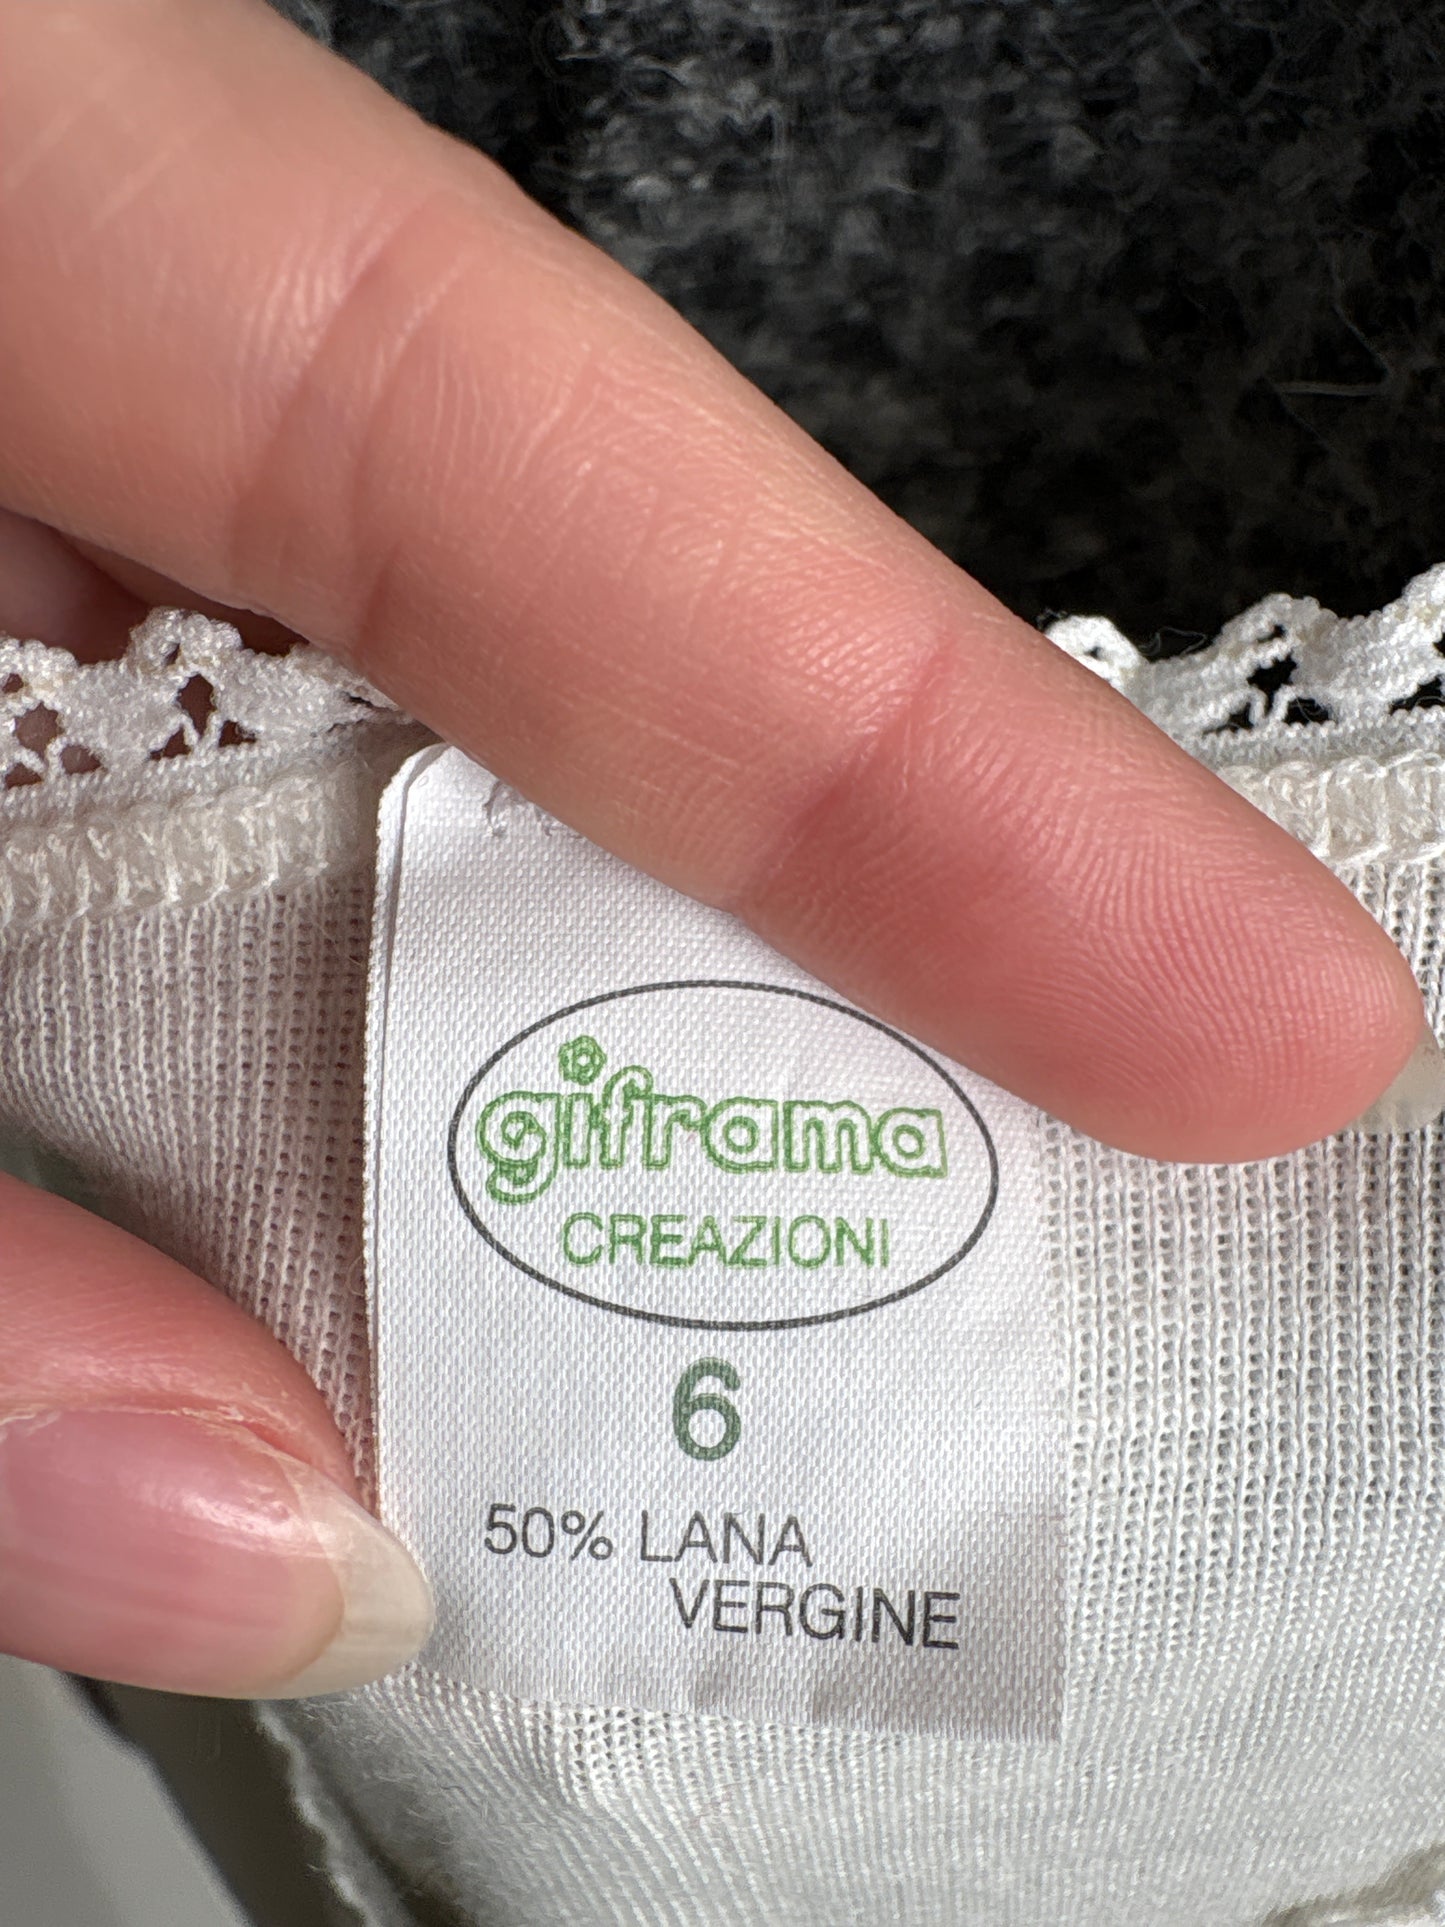 giframa
CREAZIONI
6
50% LANA
VERGINE